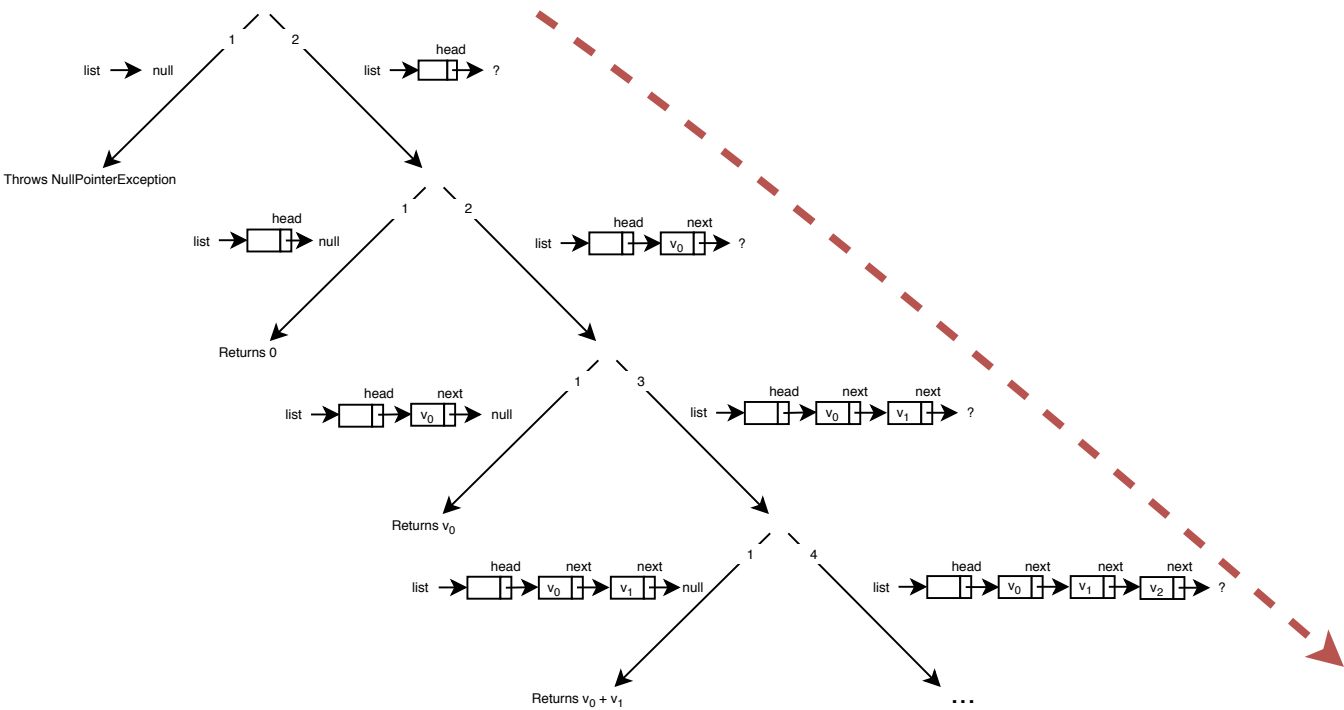 1 2
head
list null list ?
Throws NullPointerException
1 2
head head next
list null list v0 ?
Returns 0
1 3
head next head next next
list v0 null list v0 v1 ?
Returns v0
1 4
head next next head next next next
list v0 v1 null list v0 v1 v2 ?
Returns v0 + v1 ...